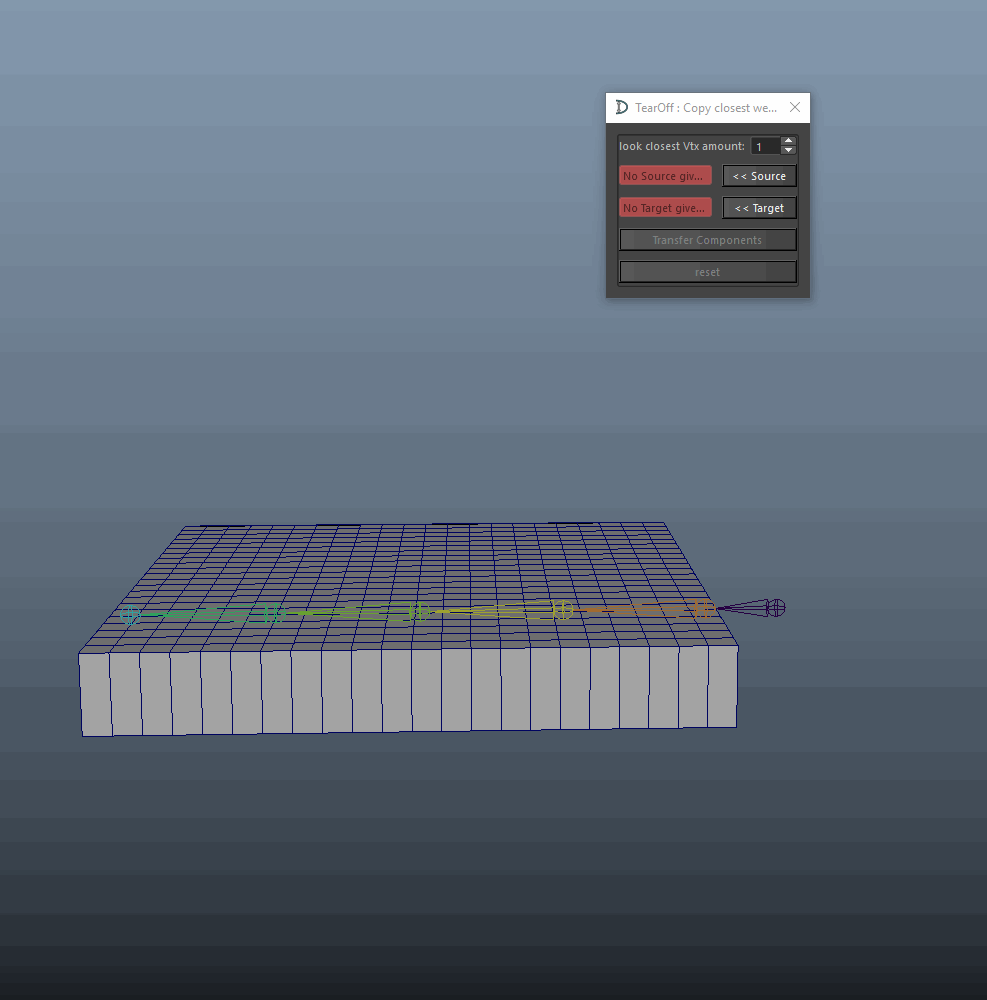 TearOff : Copy closest we...
look closest Vtx amount: 1
No Source giv... << Source
No Target give... << Target
Transfer Components
reset